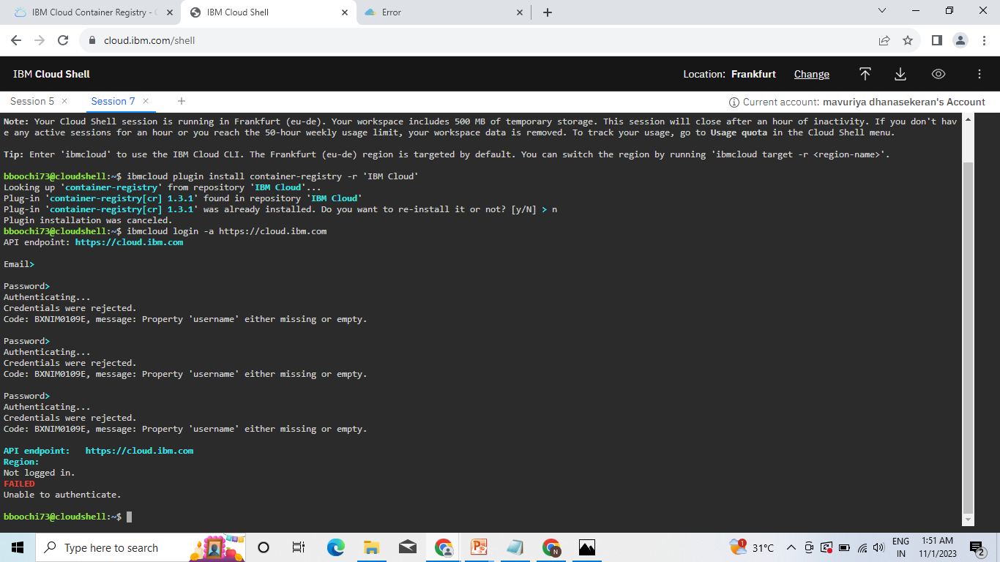 IBM Cloud Container Registry -
IBM Cloud Shell
Error
cloud.ibm.com/shell
IBM Cloud Shell
Location: Frankfurt
Change
Session 5
Session 7
Current account: mavuriya dhanasekeran's Account
Note: Your Cloud Shell session is running in Frankfurt (eu-de). Your workspace includes 500 MB of temporary storage. This session will close after an hour of inactivity. If you don't hav
e any active sessions for an hour or you reach the 50-hour weekly usage limit, your workspace data is removed. To track your usage, go to Usage quota in the Cloud Shell menu.
Tip: Enter 'ibmcloud' to use the IBM Cloud CLI. The Frankfurt (eu-de) region is targeted by default. You can switch the region by running 'ibmcloud target -r <region-name>'.
bboochi73@cloudshell:~$ ibmcloud plugin install container-registry -r 'IBM Cloud'
Looking up 'container-registry' from repository 'IBM Cloud'...
Plug-in 'container-registry[cr] 1.3.1' found in repository 'IBM Cloud'
Plug-in 'container-registry[cr] 1.3.1' was already installed. Do you want to re-install it or not? [y/N] > n
Plugin installation was canceled.
bboochi73@cloudshell:~$ ibmcloud login -a https://cloud.ibm.com
API endpoint: https://cloud.ibm.com
Email>
Password>
Authenticating...
Credentials were rejected.
Code: BXNIM0109E, message: Property 'username' either missing or empty.
Password>
Authenticating...
Credentials were rejected.
Code: BXNIM0109E, message: Property 'username' either missing or empty.
Password>
Authenticating...
Credentials were rejected.
Code: BXNIM0109E, message: Property 'username' either missing or empty.
API endpoint: https://cloud.ibm.com
Region:
Not logged in.
FAILED
Unable to authenticate.
bboochi73@cloudshell:~$
Type here to search
N
1
31°C
ENG
IN
1:51 AM
11/1/2023
2